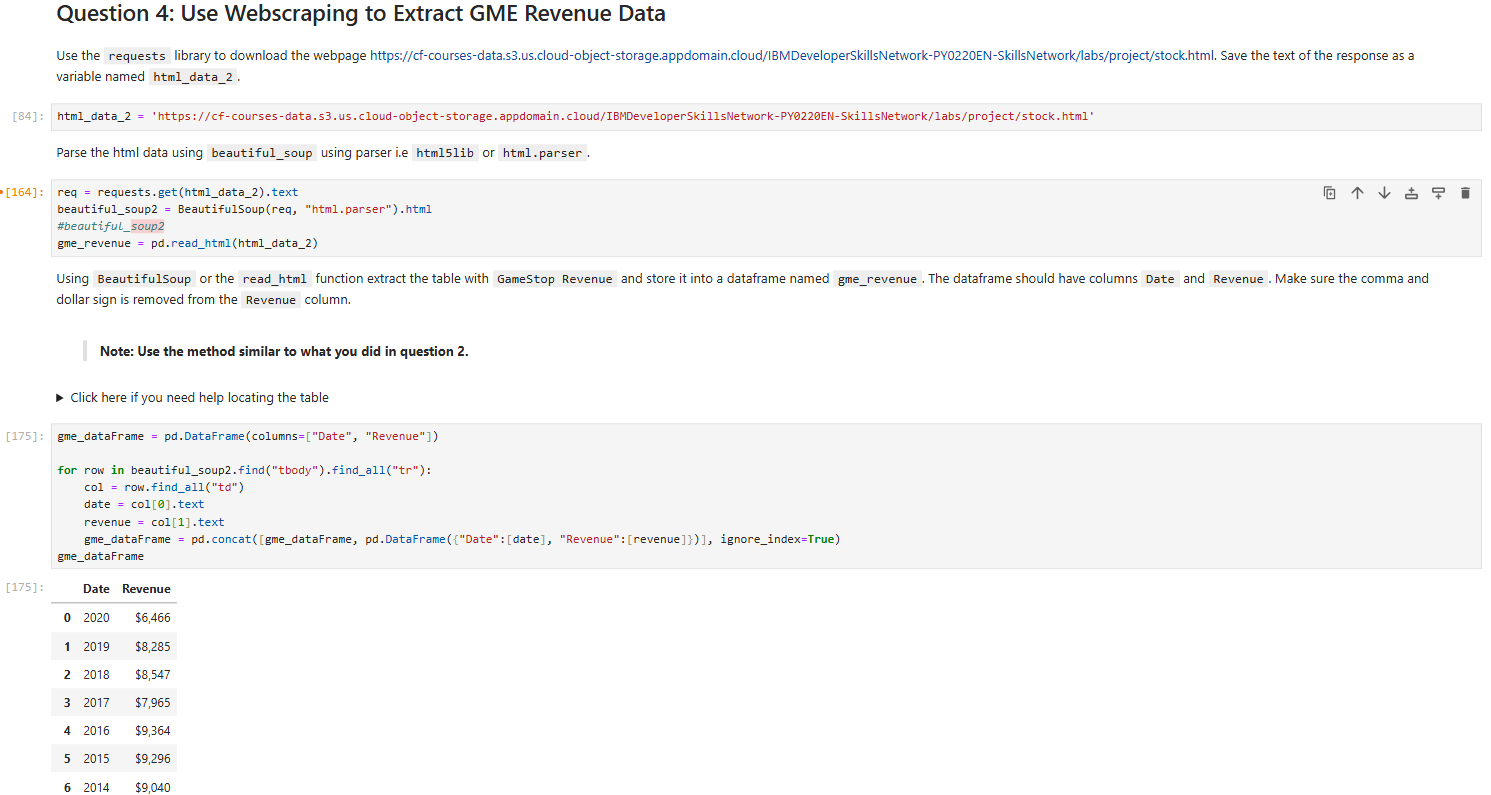 Question 4: Use Webscraping to Extract GME Revenue Data
Use the requests library to download the webpage https://cf-courses-data.s3.us.cloud-object-storage.appdomain.cloud/IBMDeveloperSkillsNetwork-PY0220EN-SkillsNetwork/labs/project/stock.html. Save the text of the response as a
variable named html_data_2.
[84]: html_data_2 = 'https://cf-courses-data.s3.us.cloud-object-storage.appdomain.cloud/IBMDeveloperSkillsNetwork-PY0220EN-SkillsNetwork/labs/project/stock.html'
Parse the html data using beautiful_soup using parser i.e html5lib or html.parser.
[164]: req = requests.get(html_data_2).text
beautiful_soup2 = BeautifulSoup(req, "html.parser").html
#beautiful_soup2
gme_revenue = pd.read_html(html_data_2)
Using BeautifulSoup or the read_html function extract the table with GameStop Revenue and store it into a dataframe named gme_revenue. The dataframe should have columns Date and Revenue. Make sure the comma and
dollar sign is removed from the Revenue column.
Note: Use the method similar to what you did in question 2.
Click here if you need help locating the table
[175]: gme_dataFrame = pd.DataFrame(columns=["Date", "Revenue"])
for row in beautiful_soup2.find("tbody").find_all("tr"):
    col = row.find_all("td")
    date = col[0].text
    revenue = col[1].text
    gme_dataFrame = pd.concat([gme_dataFrame, pd.DataFrame({"Date":[date], "Revenue":[revenue]})], ignore_index=True)
gme_dataFrame
[175]: Date Revenue
0 2020 $6,466
1 2019 $8,285
2 2018 $8,547
3 2017 $7,965
4 2016 $9,364
5 2015 $9,296
6 2014 $9,040